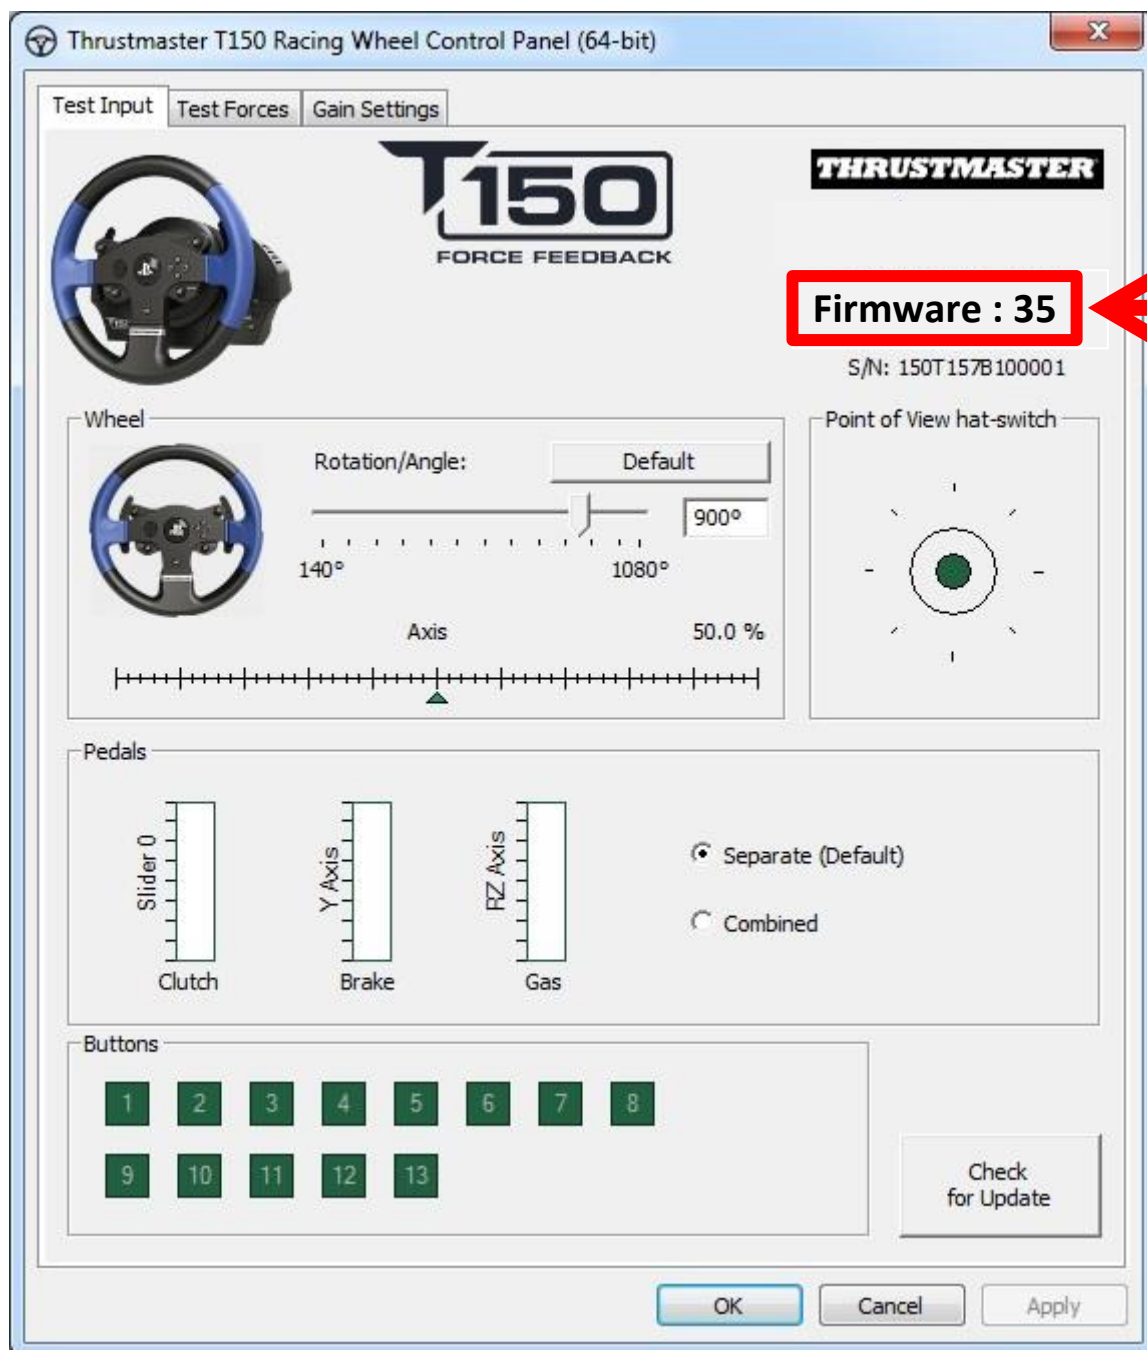 Thrustmaster T150 Racing Wheel Control Panel (64-bit)
Test Input Test Forces Gain Settings
T150
FORCE FEEDBACK
THRUSTMASTER
Firmware : 35
S/N: 150T157B100001
Wheel
Rotation/Angle: Default
900º
140° 1080°
Axis 50.0 %
Point of View hat-switch
Pedals
Slider 0
Clutch
Y Axis
Brake
RZ Axis
Gas
Separate (Default)
Combined
Buttons
1 2 3 4 5 6 7 8
9 10 11 12 13
Check
for Update
OK Cancel Apply